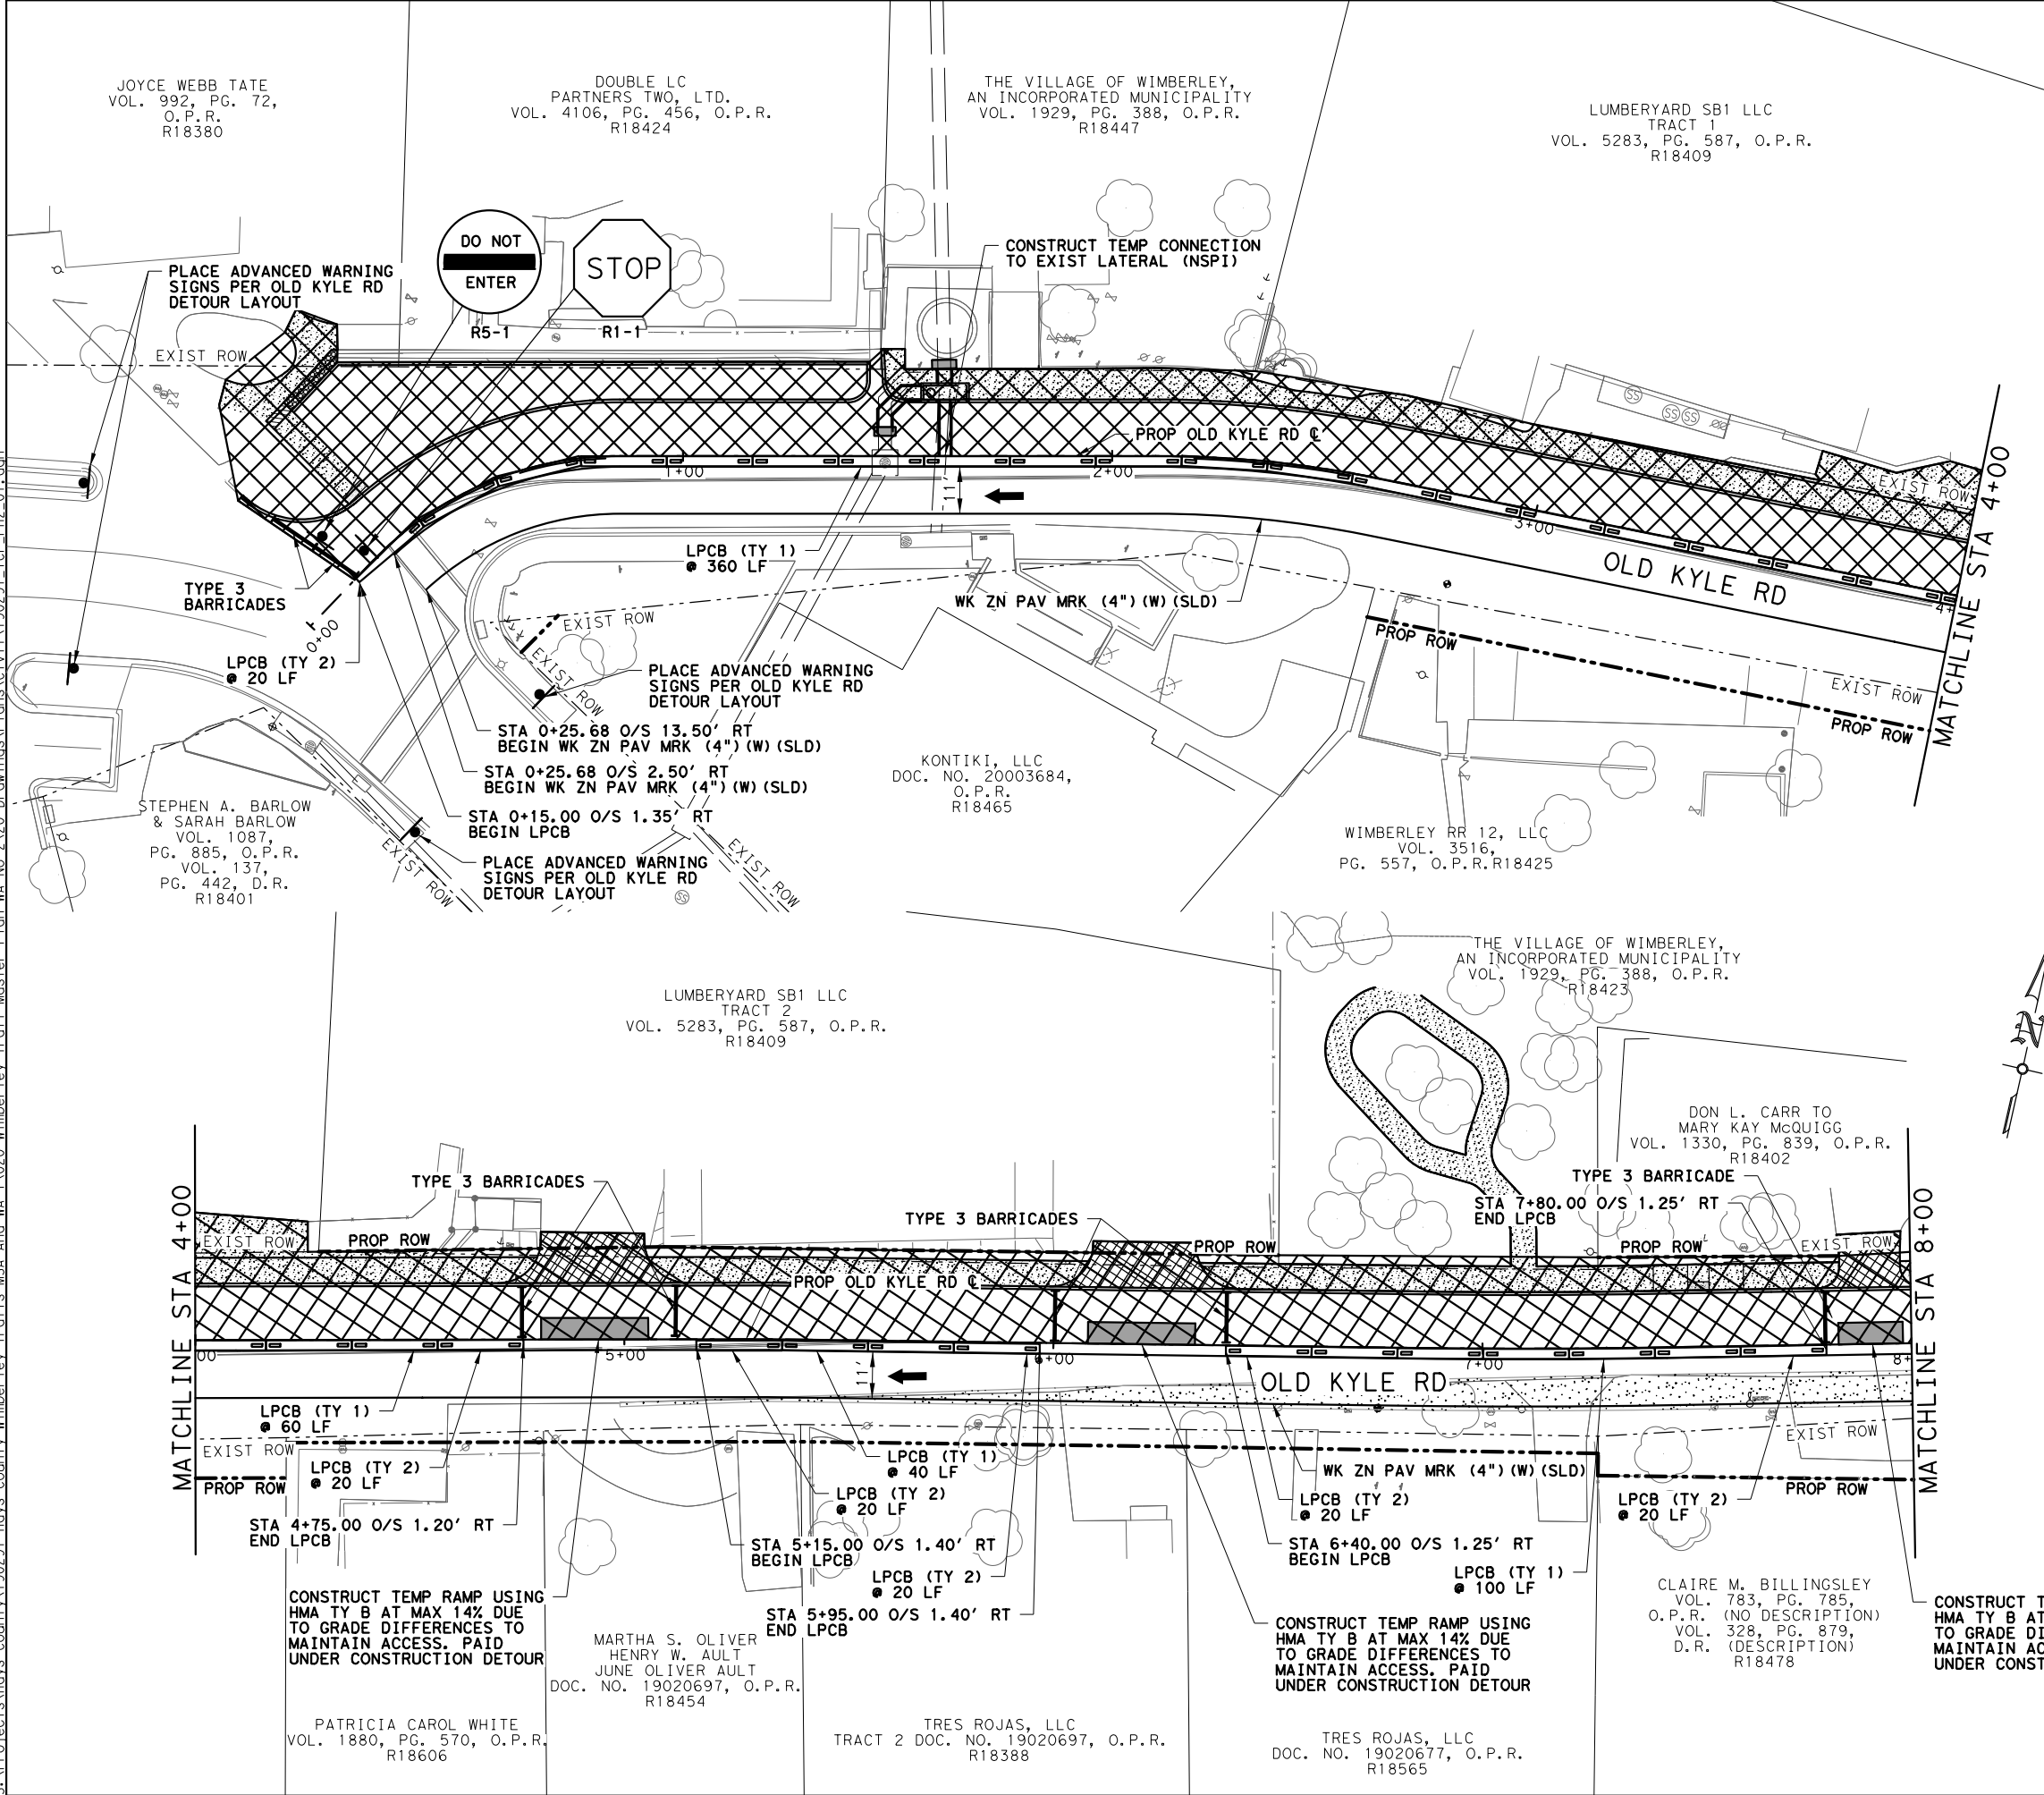 JOYCE WEBB TATE
VOL. 992, PG. 72,
O.P.R.
R18380
DOUBLE LC
PARTNERS TWO, LTD.
VOL. 4106, PG. 456, O.P.R.
R18424
THE VILLAGE OF WIMBERLEY,
AN INCORPORATED MUNICIPALITY
VOL. 1929, PG. 388, O.P.R.
R18447
LUMBERYARD SB1 LLC
TRACT 1
VOL. 5283, PG. 587, O.P.R.
R18409
PLACE ADVANCED WARNING
SIGNS PER OLD KYLE RD
DETOUR LAYOUT
DO NOT
ENTER
R5-1
STOP
R1-1
CONSTRUCT TEMP CONNECTION
TO EXIST LATERAL (NSPI)
EXIST ROW
PROP OLD KYLE RD ℄
1+00
2+00
3+00
4+
11'
EXIST ROW
OLD KYLE RD
MATCHLINE STA 4+00
LPCB (TY 1)
@ 360 LF
TYPE 3
BARRICADES
0+00
LPCB (TY 2)
@ 20 LF
WK ZN PAV MRK (4") (W) (SLD)
PROP ROW
EXIST ROW
PROP ROW
EXIST ROW
EXIST ROW
PLACE ADVANCED WARNING
SIGNS PER OLD KYLE RD
DETOUR LAYOUT
STA 0+25.68 O/S 13.50' RT
BEGIN WK ZN PAV MRK (4") (W) (SLD)
STA 0+25.68 O/S 2.50' RT
BEGIN WK ZN PAV MRK (4") (W) (SLD)
STA 0+15.00 O/S 1.35' RT
BEGIN LPCB
PLACE ADVANCED WARNING
SIGNS PER OLD KYLE RD
DETOUR LAYOUT
EXIST ROW
EXIST ROW
SS
SS
SS
SS
STEPHEN A. BARLOW
& SARAH BARLOW
VOL. 1087,
PG. 885, O.P.R.
VOL. 137,
PG. 442, D.R.
R18401
KONTIKI, LLC
DOC. NO. 20003684,
O.P.R.
R18465
WIMBERLEY RR 12, LLC
VOL. 3516,
PG. 557, O.P.R.R18425
LUMBERYARD SB1 LLC
TRACT 2
VOL. 5283, PG. 587, O.P.R.
R18409
THE VILLAGE OF WIMBERLEY,
AN INCORPORATED MUNICIPALITY
VOL. 1929, PG. 388, O.P.R.
R18423
DON L. CARR TO
MARY KAY McQUIGG
VOL. 1330, PG. 839, O.P.R.
R18402
TYPE 3 BARRICADES
TYPE 3 BARRICADES
TYPE 3 BARRICADE
STA 7+80.00 O/S 1.25' RT
END LPCB
MATCHLINE STA 4+00
EXIST ROW
PROP ROW
PROP ROW
PROP ROW
EXIST ROW
PROP OLD KYLE RD ℄
MATCHLINE STA 8+00
00
5+00
6+00
7+00
8+
11'
OLD KYLE RD
LPCB (TY 1)
@ 60 LF
EXIST ROW
PROP ROW
LPCB (TY 2)
@ 20 LF
STA 4+75.00 O/S 1.20' RT
END LPCB
LPCB (TY 1)
@ 40 LF
LPCB (TY 2)
@ 20 LF
STA 5+15.00 O/S 1.40' RT
BEGIN LPCB
LPCB (TY 2)
@ 20 LF
STA 5+95.00 O/S 1.40' RT
END LPCB
WK ZN PAV MRK (4") (W) (SLD)
LPCB (TY 2)
@ 20 LF
STA 6+40.00 O/S 1.25' RT
BEGIN LPCB
LPCB (TY 1)
@ 100 LF
LPCB (TY 2)
@ 20 LF
EXIST ROW
PROP ROW
CONSTRUCT TEMP RAMP USING
HMA TY B AT MAX 14% DUE
TO GRADE DIFFERENCES TO
MAINTAIN ACCESS. PAID
UNDER CONSTRUCTION DETOUR
MARTHA S. OLIVER
HENRY W. AULT
JUNE OLIVER AULT
DOC. NO. 19020697, O.P.R.
R18454
CONSTRUCT TEMP RAMP USING
HMA TY B AT MAX 14% DUE
TO GRADE DIFFERENCES TO
MAINTAIN ACCESS. PAID
UNDER CONSTRUCTION DETOUR
CLAIRE M. BILLINGSLEY
VOL. 783, PG. 785,
O.P.R. (NO DESCRIPTION)
VOL. 328, PG. 879,
D.R. (DESCRIPTION)
R18478
CONSTRUCT T
HMA TY B AT
TO GRADE DI
MAINTAIN AC
UNDER CONST
PATRICIA CAROL WHITE
VOL. 1880, PG. 570, O.P.R.
R18606
TRES ROJAS, LLC
TRACT 2 DOC. NO. 19020697, O.P.R.
R18388
TRES ROJAS, LLC
DOC. NO. 19020677, O.P.R.
R18565